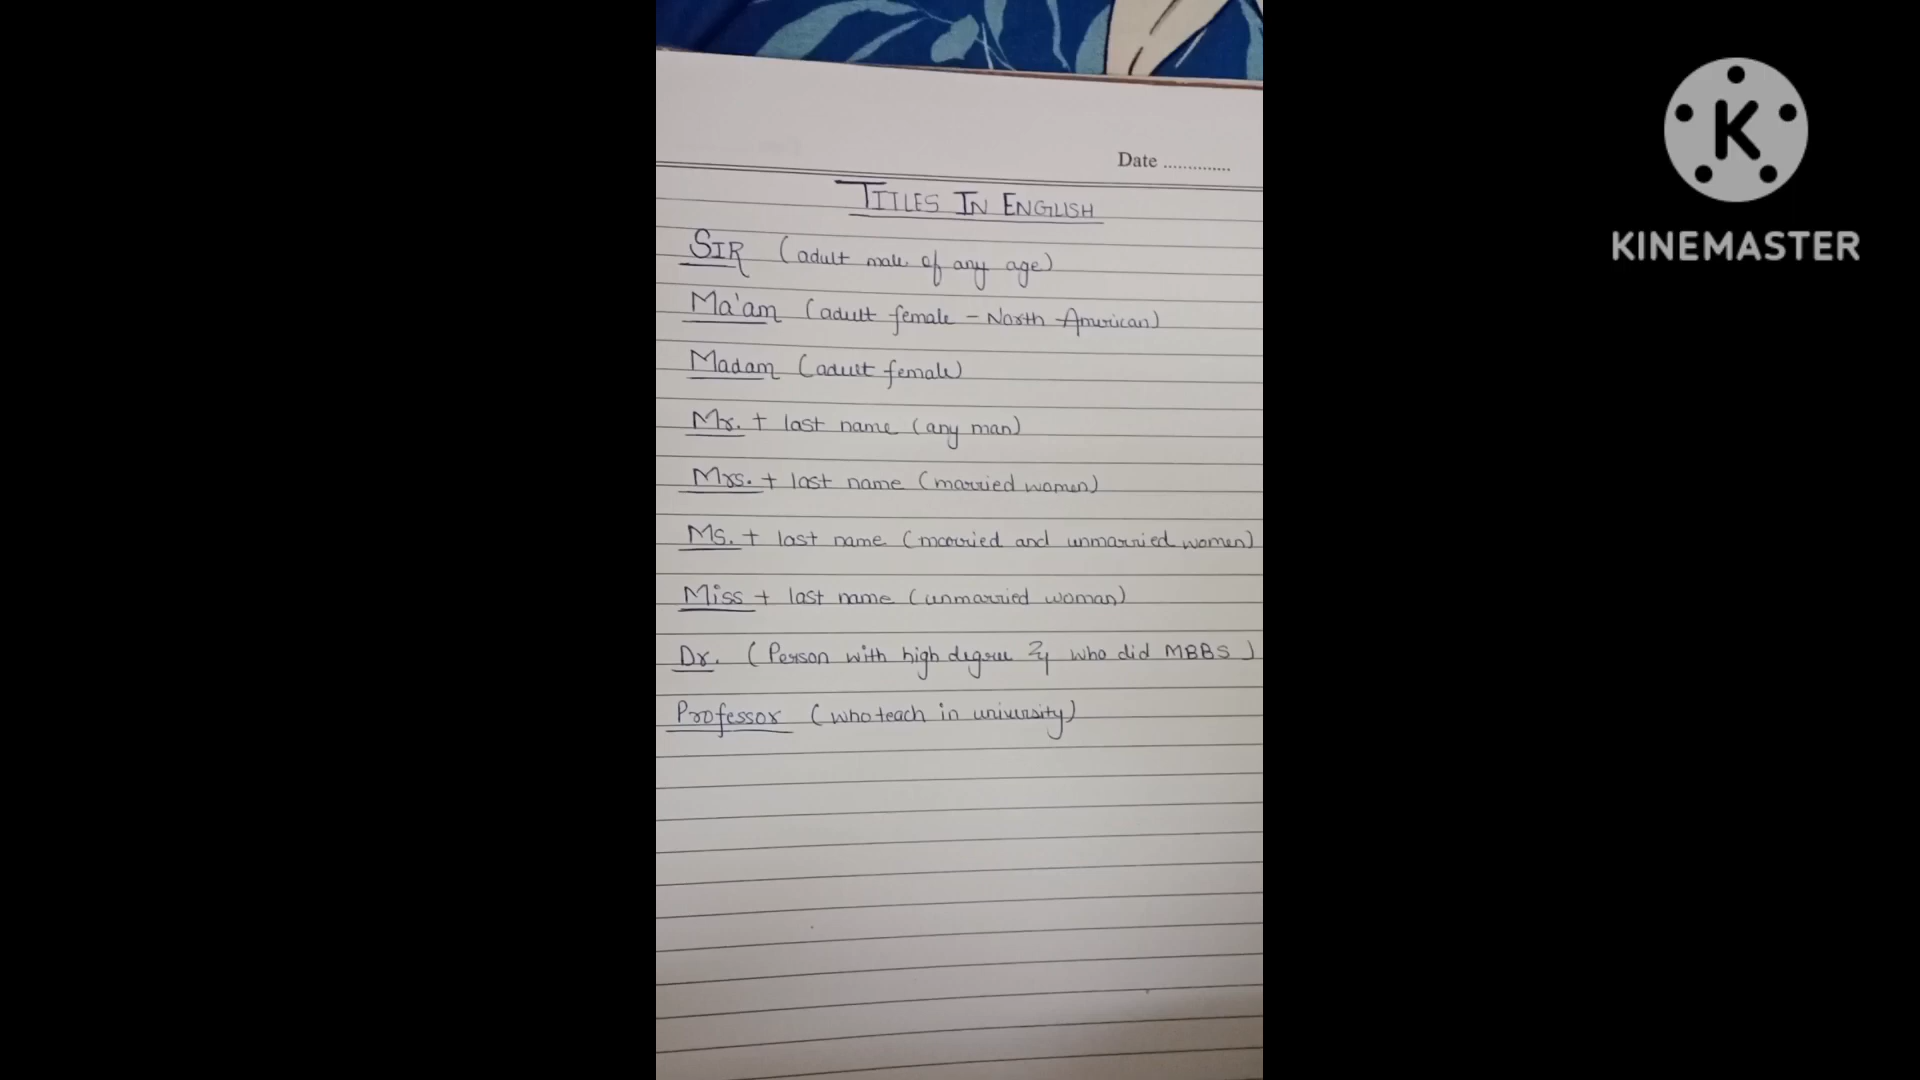 Date .............
TITLES IN ENGLISH
SIR (adult male of any age)
Ma'am (adult female - North American)
Madam (adult female)
Mr. + last name (any man)
Mrs. + last name (married women)
Ms. + last name (married and unmarried women)
Miss + last name (unmarried woman)
Dr. (Person with high degree & who did MBBS)
Professor (who teach in university)
K
KINEMASTER